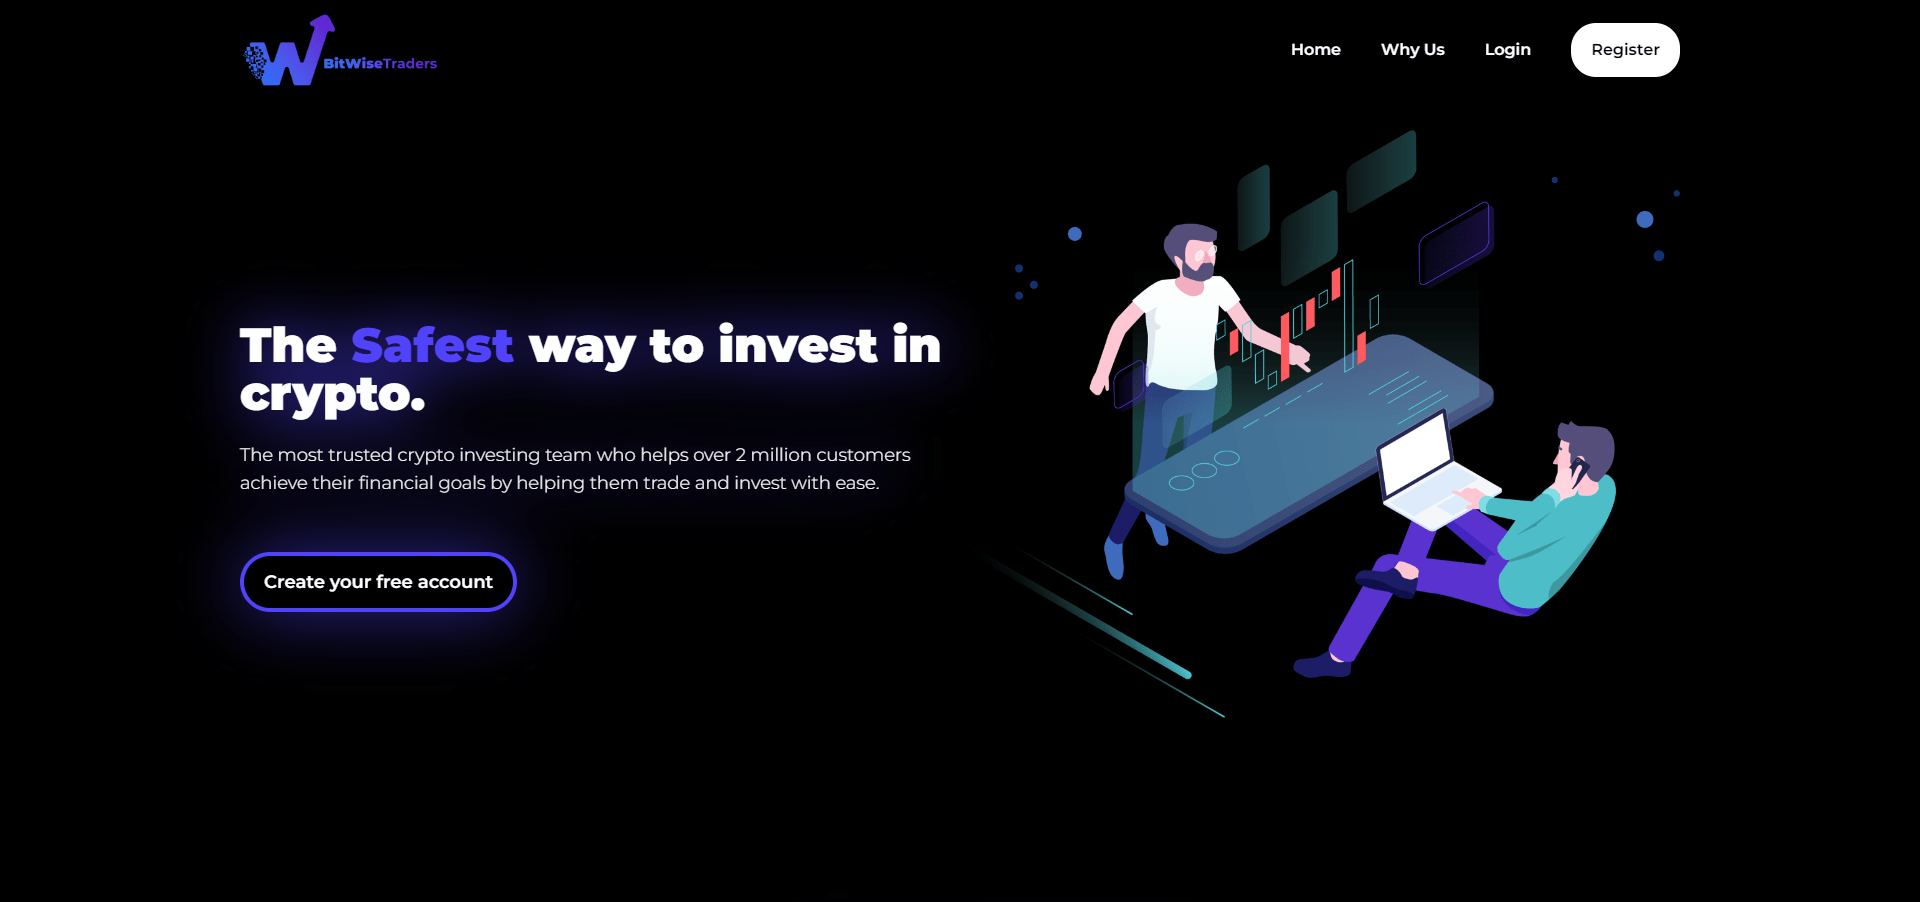 BitWiseTraders
Home
Why Us
Login
Register
The Safest way to invest in
crypto.
The most trusted crypto investing team who helps over 2 million customers
achieve their financial goals by helping them trade and invest with ease.
Create your free account